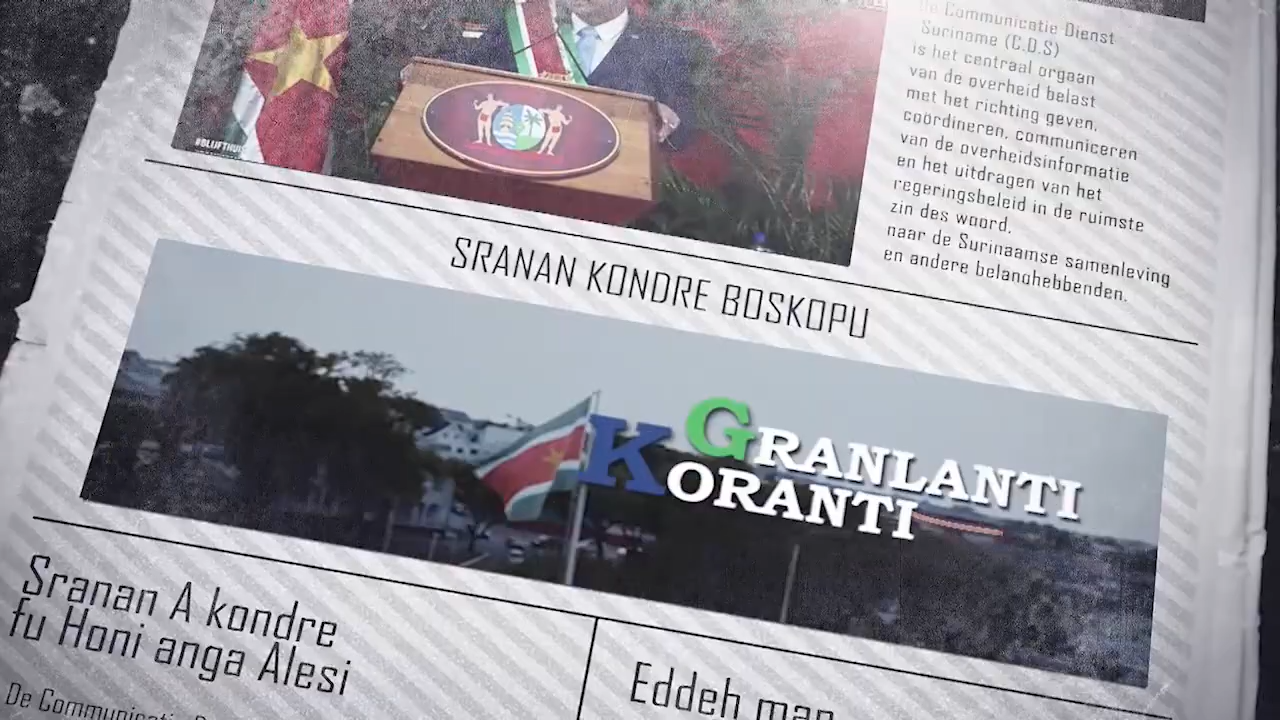 De Communicatie Dienst
Suriname (C.D.S)
is het centraal orgaan
van de overheid belast
met het richting geven,
coördineren, communiceren
van de overheidsinformatie
en het uitdragen van het
regeringsbeleid in de ruimste
zin des woord.
naar de Surinaamse samenleving
en andere belanghebbenden.
SRANAN KONDRE BOSKOPU
GRANLANTI
KORANTI
Sranan A kondre
fu Honi anga Alesi
De Communicatie
Eddeh man